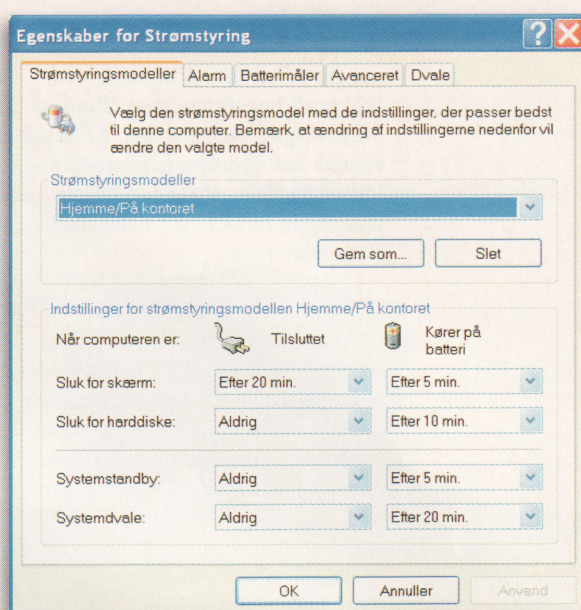 Egenskaber for Strømstyring
Strømstyringsmodeller Alarm Batterimåler Avanceret Dvale
Vælg den strømstyringsmodel med de indstillinger, der passer bedst
til denne computer. Bemærk, at ændring af indstillingerne nedenfor vil
ændre den valgte model.
Strømstyringsmodeller
Hjemme/På kontoret
Gem som... Slet
Indstillinger for strømstyringsmodellen Hjemme/På kontoret
Når computeren er: Tilsluttet Kører på
batteri
Sluk for skærm: Efter 20 min. Efter 5 min.
Sluk for harddiske: Aldrig Efter 10 min.
Systemstandby: Aldrig Efter 5 min.
Systemdvale: Aldrig Efter 20 min.
OK Annuller Anvend